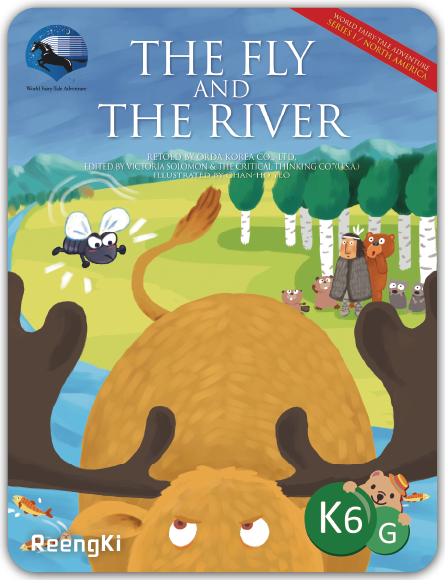 World Fairy Tale Adventure
WORLD FAIRY TALE ADVENTURE
SERIES I / NORTH AMERICA
THE FLY
AND
THE RIVER
RETOLD BY ORDA KOREA CO., LTD.
EDITED BY VICTORIA SOLOMON & THE CRITICAL THINKING CO.™(U.S.A.)
ILLUSTRATED BY CHAN-HO YEO
K6
G
ReengKi